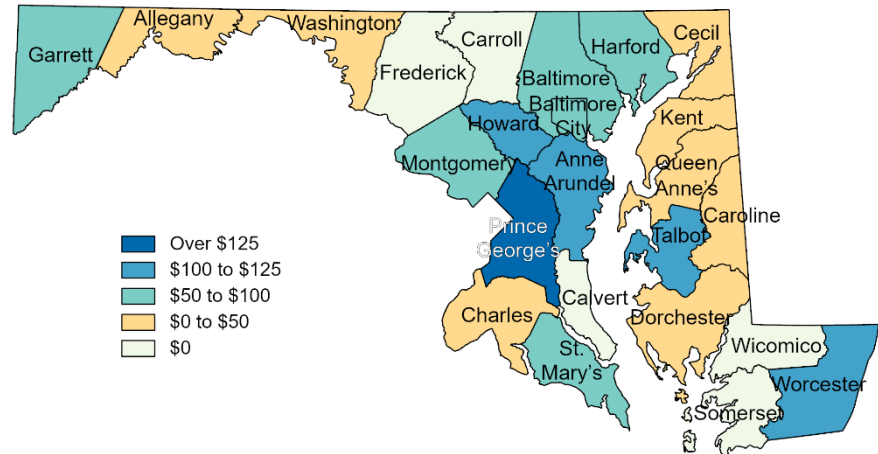 Garrett
Allegany
Washington
Frederick
Carroll
Baltimore
Harford
Cecil
Baltimore
City
Kent
Howard
Montgomery
Anne
Arundel
Queen
Anne's
Caroline
Talbot
Prince
George's
Over $125
$100 to $125
$50 to $100
$0 to $50
$0
Charles
Calvert
Dorchester
St.
Mary's
Wicomico
Worcester
Somerset